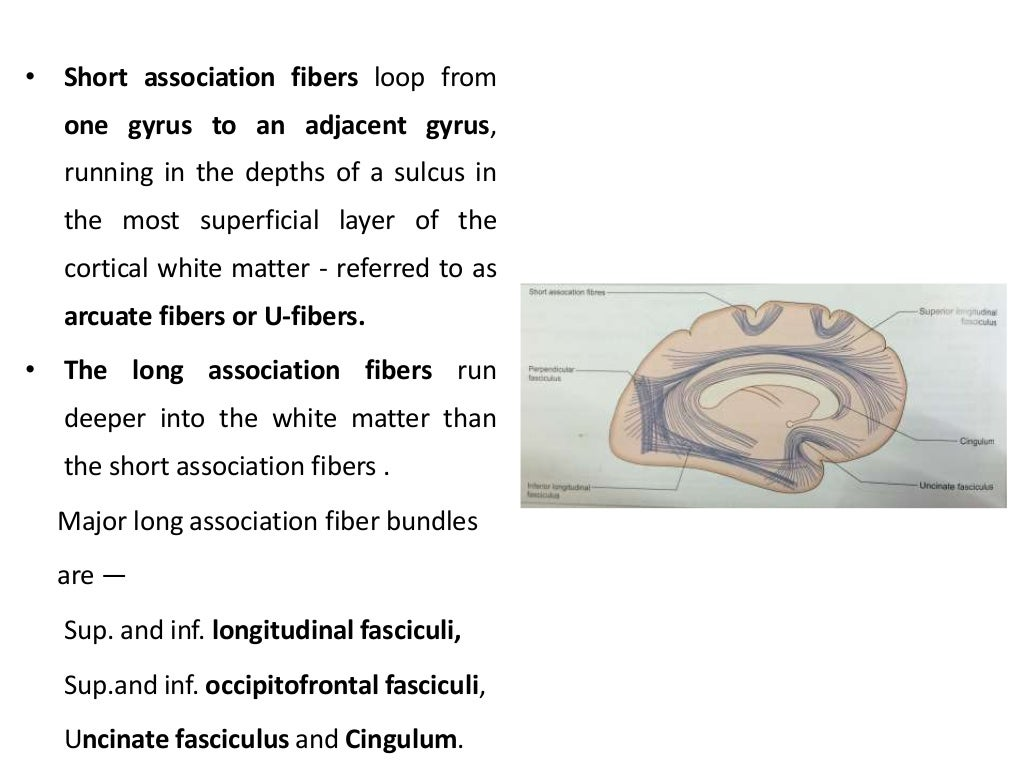 • Short association fibers loop from
one gyrus to an adjacent gyrus,
running in the depths of a sulcus in
the most superficial layer of the
cortical white matter - referred to as
arcuate fibers or U-fibers.
• The long association fibers run
deeper into the white matter than
the short association fibers .
Major long association fiber bundles
are —
Sup. and inf. longitudinal fasciculi,
Sup.and inf. occipitofrontal fasciculi,
Uncinate fasciculus and Cingulum.
Short association fibres
Superior longitudinal
fasciculus
Perpendicular
fasciculus
Cingulum
Inferior longitudinal
fasciculus
Uncinate fasciculus